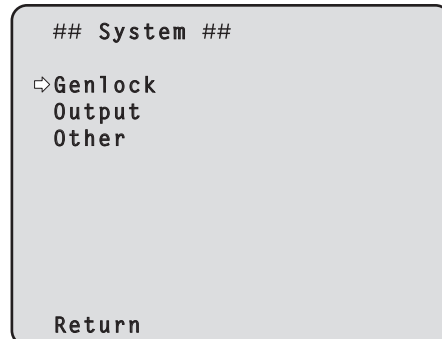 ## System ##
⇨Genlock
Output
Other
Return